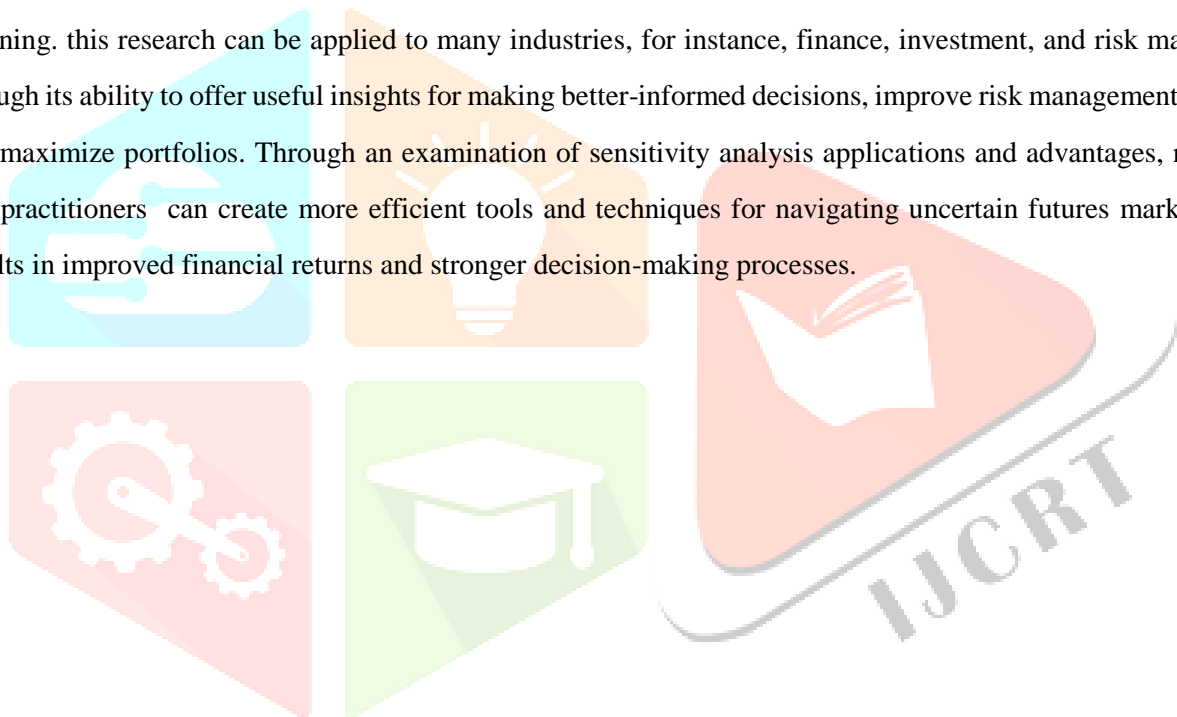 ning. this research can be applied to many industries, for instance, finance, investment, and risk ma
ugh its ability to offer useful insights for making better-informed decisions, improve risk management
maximize portfolios. Through an examination of sensitivity analysis applications and advantages, r
practitioners can create more efficient tools and techniques for navigating uncertain futures mark
lts in improved financial returns and stronger decision-making processes.
IJCRT